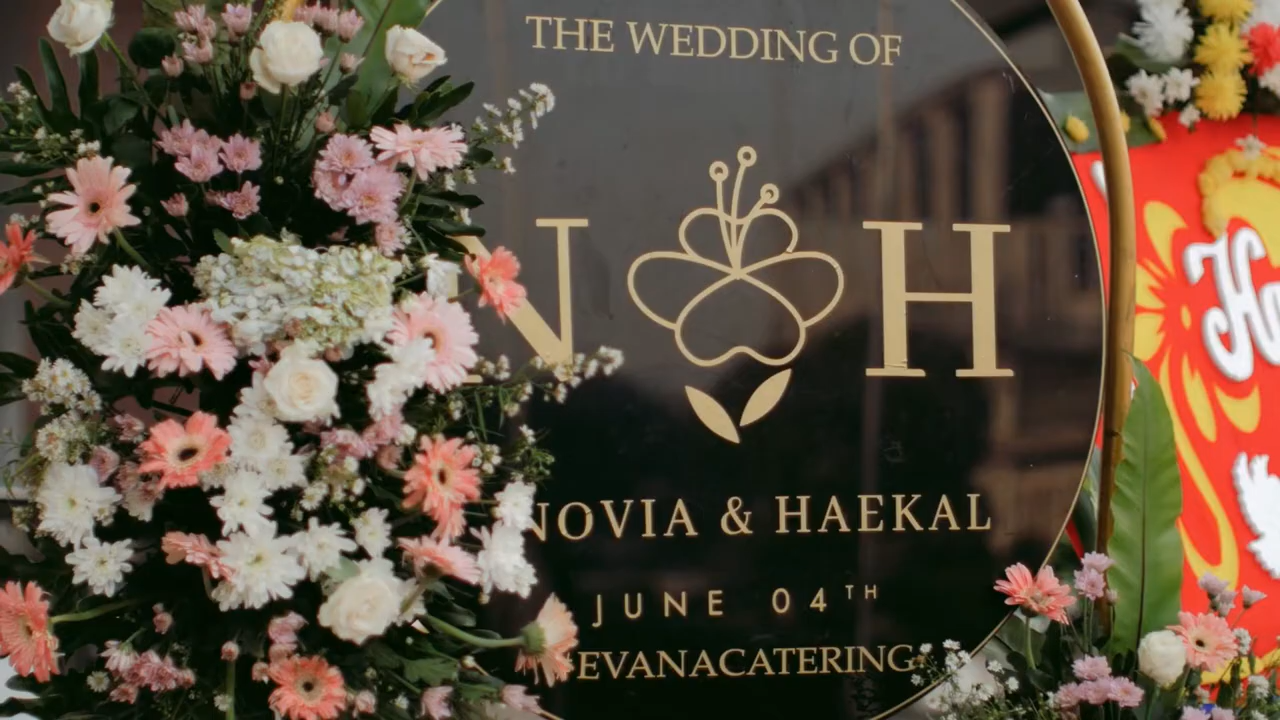 THE WEDDING OF
N H
NOVIA & HAEKAL
JUNE 04TH
EVANACATERING